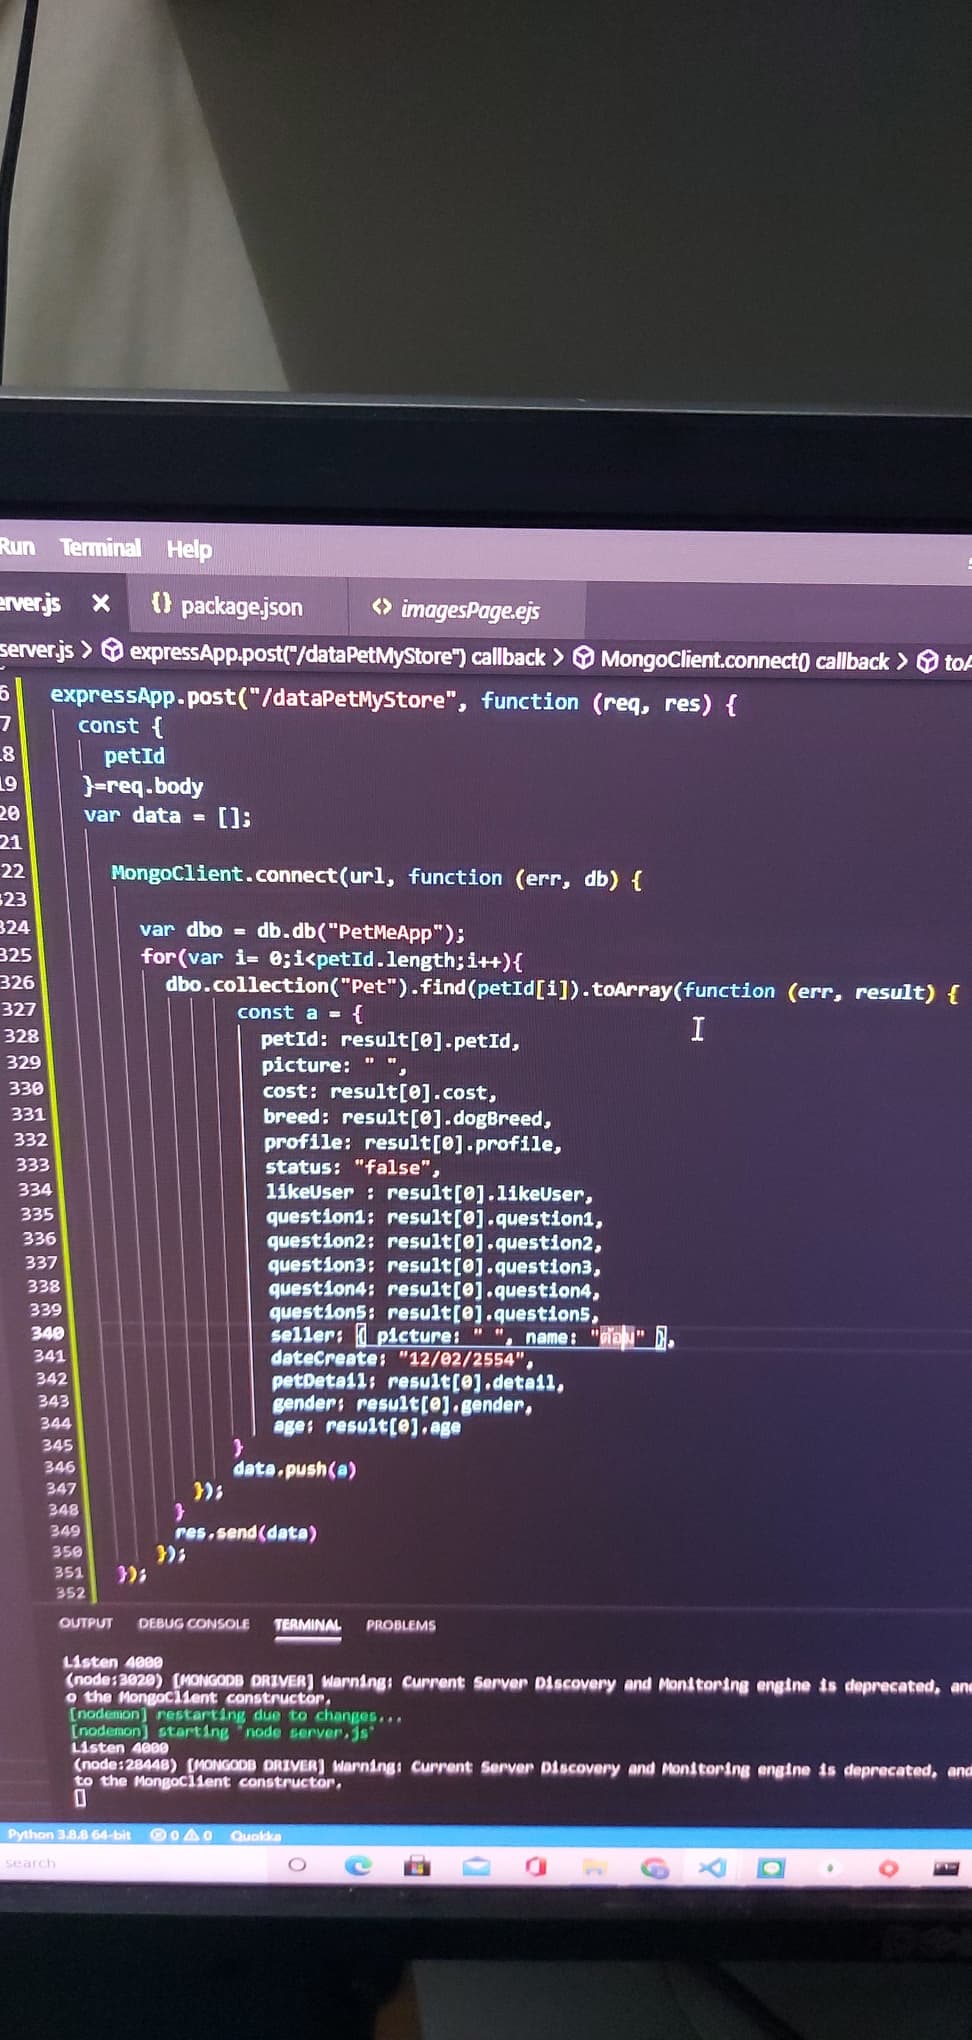 Run Terminal Help
erver.js × {} package.json <> imagesPage.ejs
server.js > expressApp.post("/dataPetMyStore") callback > MongoClient.connect() callback > toA
6 expressApp.post("/dataPetMyStore", function (req, res) {
7 const {
8 petId
19 }=req.body
20 var data = [];
21
22 MongoClient.connect(url, function (err, db) {
323
324 var dbo = db.db("PetMeApp");
325 for(var i= 0;i<petId.length;i++){
326 dbo.collection("Pet").find(petId[i]).toArray(function (err, result) {
327 const a = {
328 petId: result[0].petId,
329 picture: " ",
330 cost: result[0].cost,
331 breed: result[0].dogBreed,
332 profile: result[0].profile,
333 status: "false",
334 likeUser : result[0].likeUser,
335 question1: result[0].question1,
336 question2: result[0].question2,
337 question3: result[0].question3,
338 question4: result[0].question4,
339 question5: result[0].question5,
340 seller: { picture: " ", name: "" },
341 dateCreate: "12/02/2554",
342 petDetail: result[0].detail,
343 gender: result[0].gender,
344 age: result[0].age
345 }
346 data.push(a)
347 });
348 }
349 res.send(data)
350 });
351 });
352
OUTPUT DEBUG CONSOLE TERMINAL PROBLEMS
Listen 4000
(node:3020) [MONGODB DRIVER] Warning: Current Server Discovery and Monitoring engine is deprecated, and
o the MongoClient constructor.
[nodemon] restarting due to changes...
[nodemon] starting `node server.js`
Listen 4000
(node:28448) [MONGODB DRIVER] Warning: Current Server Discovery and Monitoring engine is deprecated, and
to the MongoClient constructor.
Python 3.8.8 64-bit 0 0 Quokka
search